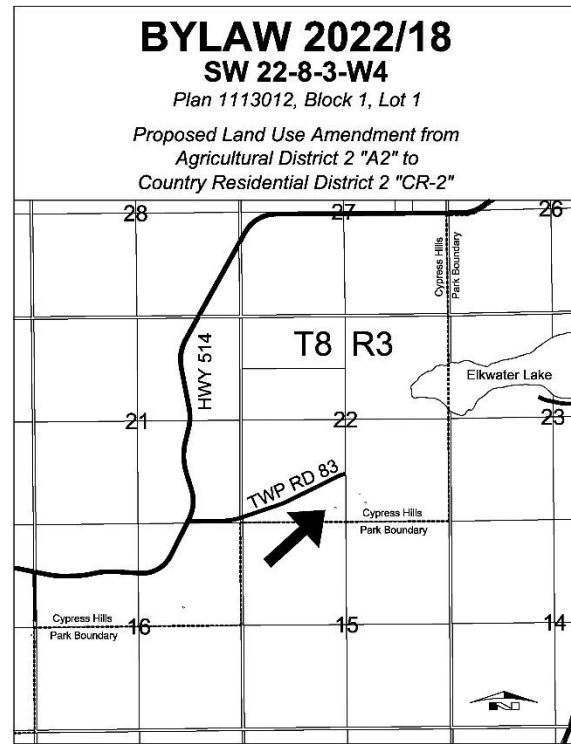 BYLAW 2022/18
SW 22-8-3-W4
Plan 1113012, Block 1, Lot 1
Proposed Land Use Amendment from
Agricultural District 2 "A2" to
Country Residential District 2 "CR-2"
28
27
26
Cypress Hills
Park Boundary
HWY 514
T8 R3
Elkwater Lake
21
22
23
TWP RD 83
Cypress Hills
Park Boundary
Cypress Hills
Park Boundary
16
15
14
N